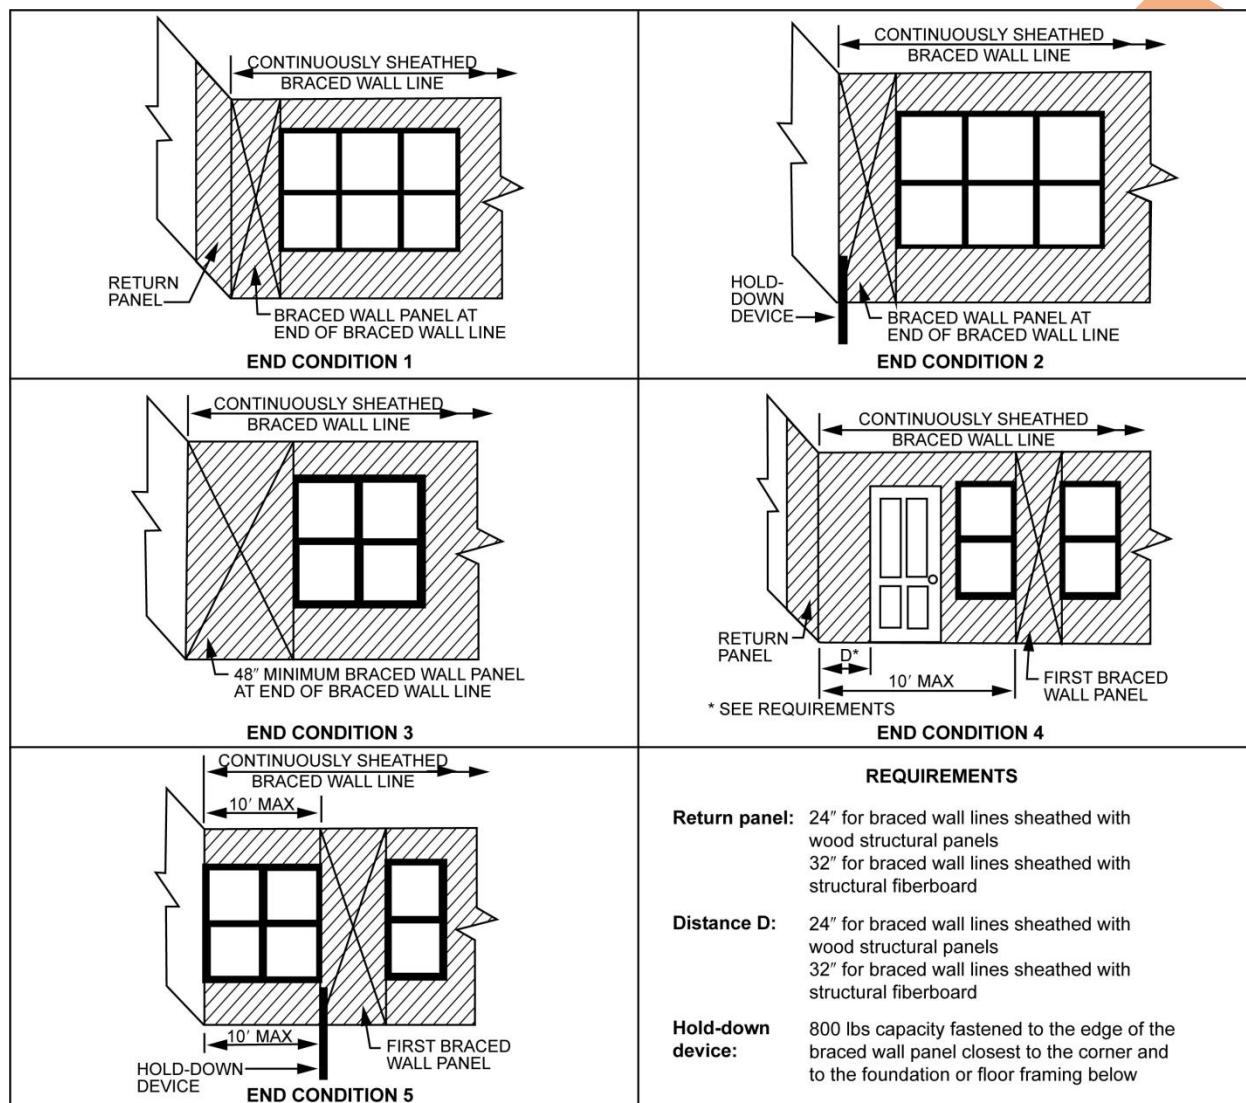 CONTINUOUSLY SHEATHED
BRACED WALL LINE
RETURN
PANEL
BRACED WALL PANEL AT
END OF BRACED WALL LINE
END CONDITION 1
CONTINUOUSLY SHEATHED
BRACED WALL LINE
HOLD-
DOWN
DEVICE
BRACED WALL PANEL AT
END OF BRACED WALL LINE
END CONDITION 2
CONTINUOUSLY SHEATHED
BRACED WALL LINE
48″ MINIMUM BRACED WALL PANEL
AT END OF BRACED WALL LINE
END CONDITION 3
CONTINUOUSLY SHEATHED
BRACED WALL LINE
RETURN
PANEL
D*
10′ MAX
FIRST BRACED
WALL PANEL
* SEE REQUIREMENTS
END CONDITION 4
CONTINUOUSLY SHEATHED
BRACED WALL LINE
10′ MAX
10′ MAX
HOLD-DOWN
DEVICE
FIRST BRACED
WALL PANEL
END CONDITION 5
REQUIREMENTS
Return panel: 24″ for braced wall lines sheathed with
wood structural panels
32″ for braced wall lines sheathed with
structural fiberboard
Distance D: 24″ for braced wall lines sheathed with
wood structural panels
32″ for braced wall lines sheathed with
structural fiberboard
Hold-down 800 lbs capacity fastened to the edge of the
device: braced wall panel closest to the corner and
to the foundation or floor framing below